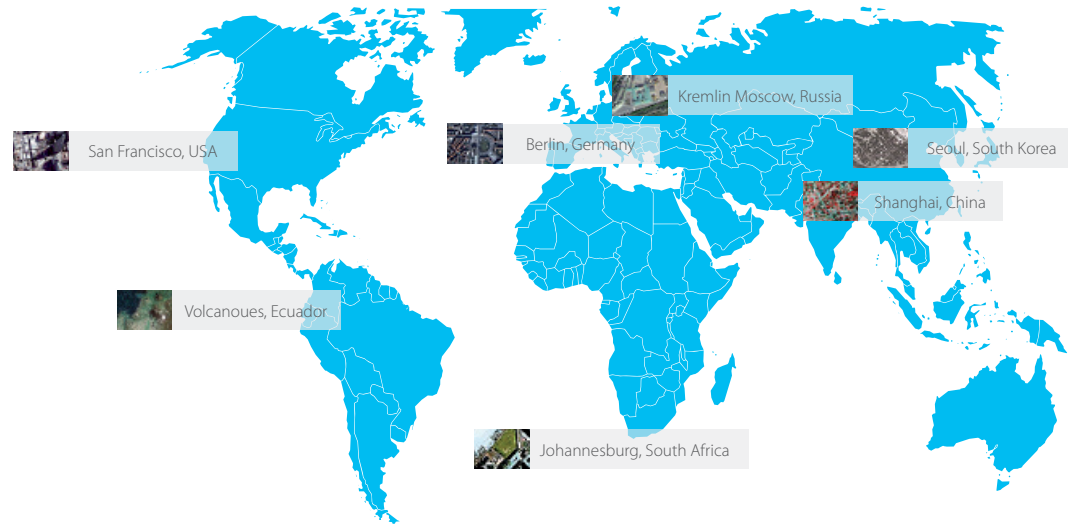 Kremlin Moscow, Russia
San Francisco, USA
Berlin, Germany
Seoul, South Korea
Shanghai, China
Volcanoues, Ecuador
Johannesburg, South Africa